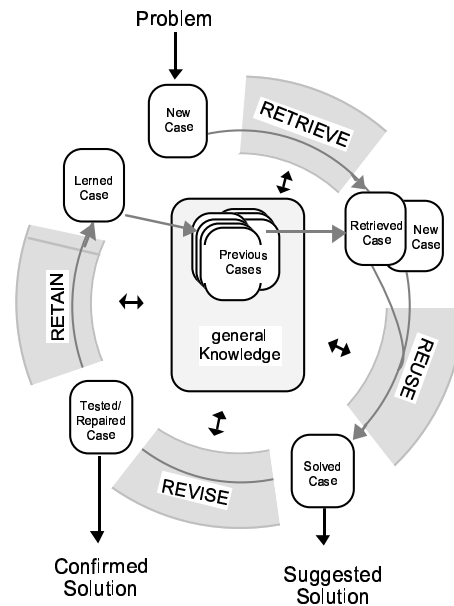 Problem
New
Case
RETRIEVE
Lerned
Case
Retrieved
Case
New
Case
Previous
Cases
general
Knowledge
RETAIN
REUSE
Tested/
Repaired
Case
REVISE
Solved
Case
Confirmed
Solution
Suggested
Solution